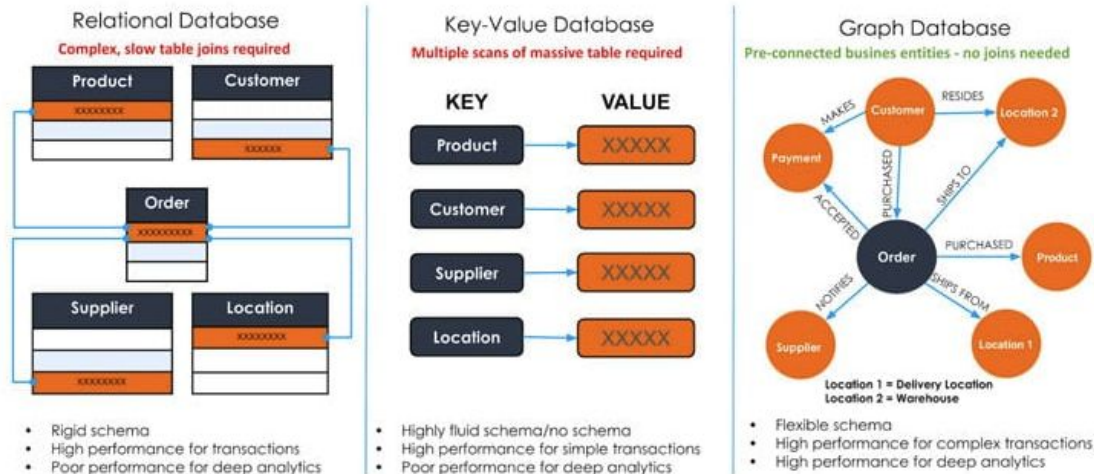 Relational Database
Complex, slow table joins required
Product
XXXXXXXX
Customer
XXXXXX
Order
XXXXXXXXX
Supplier
XXXXXXXX
Location
XXXXXXXX
• Rigid schema
• High performance for transactions
• Poor performance for deep analytics
Key-Value Database
Multiple scans of massive table required
KEY VALUE
Product XXXXX
Customer XXXXX
Supplier XXXXX
Location XXXXX
• Highly fluid schema/no schema
• High performance for simple transactions
• Poor performance for deep analytics
Graph Database
Pre-connected busines entities - no joins needed
Customer
RESIDES
Location 2
MAKES
Payment
PURCHASED
SHIPS TO
ACCEPTED
Order
PURCHASED
Product
NOTIFIES
SHIPS FROM
Supplier
Location 1
Location 1 = Delivery Location
Location 2 = Warehouse
• Flexible schema
• High performance for complex transactions
• High performance for deep analytics